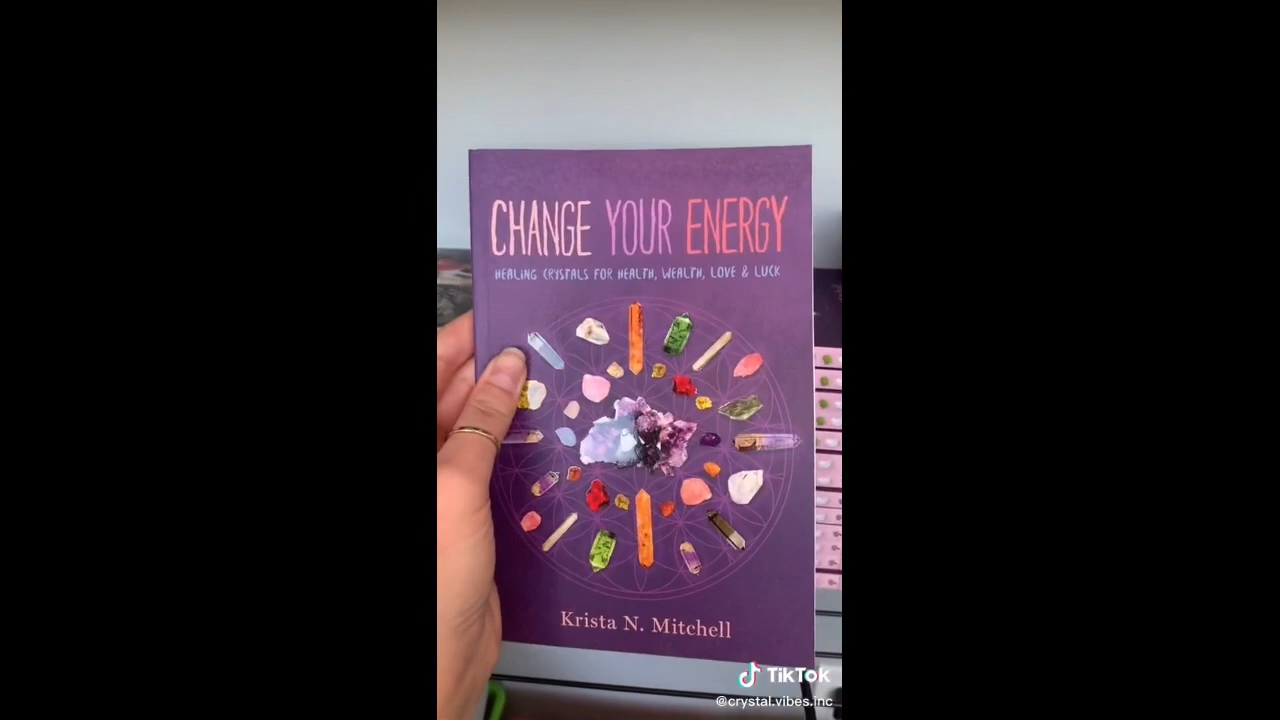 CHANGE YOUR ENERGY
HEALING CRYSTALS FOR HEALTH, WEALTH, LOVE & LUCK
Krista N. Mitchell
TikTok
@crystal.vibes.inc